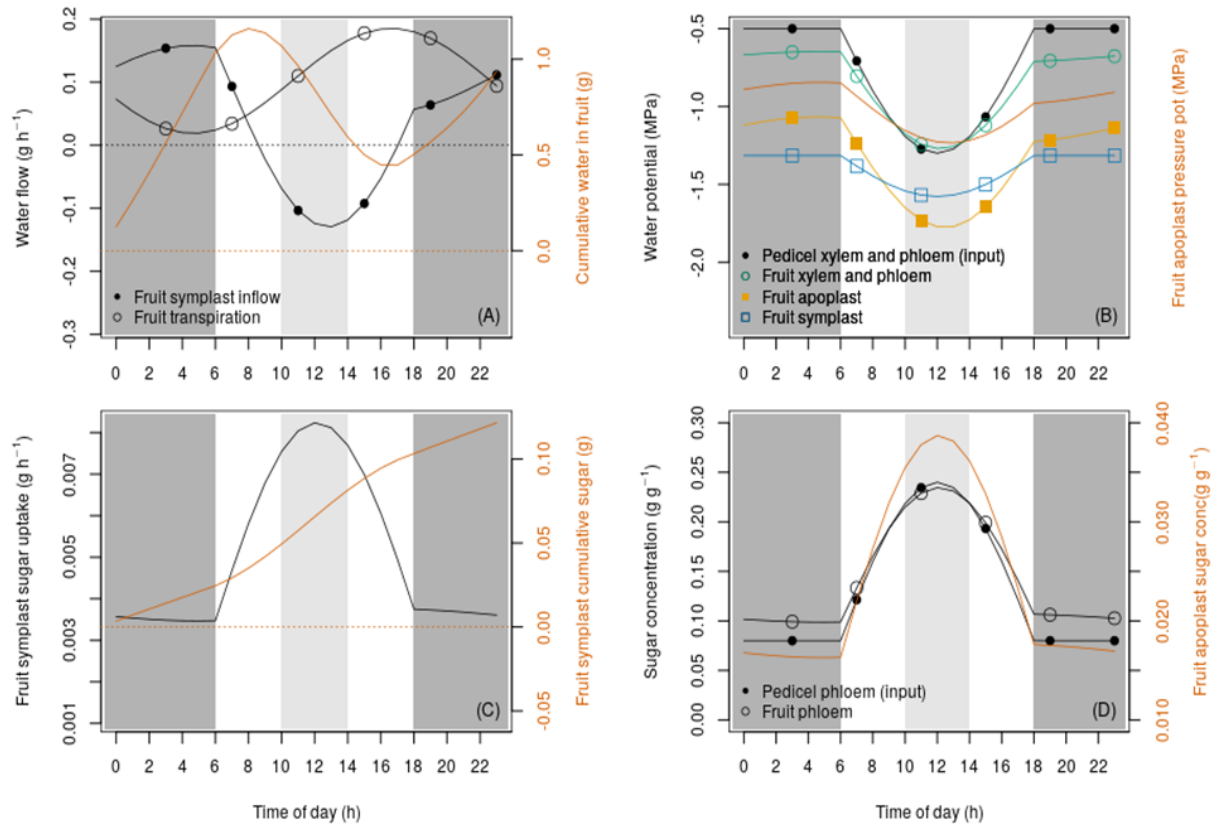 Water flow (g h⁻¹)
0.2
0.1
0.0
-0.1
-0.2
-0.3
Fruit symplast inflow
Fruit transpiration
(A)
1.0
0.5
0.0
Cumulative water in fruit (g)
0 2 4 6 8 10 12 14 16 18 20 22
Water potential (MPa)
-0.5
-1.0
-1.5
-2.0
Pedicel xylem and phloem (input)
Fruit xylem and phloem
Fruit apoplast
Fruit symplast
(B)
Fruit apoplast pressure pot (MPa)
0 2 4 6 8 10 12 14 16 18 20 22
Fruit symplast sugar uptake (g h⁻¹)
0.007
0.005
0.003
0.001
(C)
0.10
0.05
0.00
-0.05
Fruit symplast cumulative sugar (g)
0 2 4 6 8 10 12 14 16 18 20 22
Time of day (h)
Sugar concentration (g g⁻¹)
0.30
0.25
0.20
0.15
0.10
0.05
0.00
Pedicel phloem (input)
Fruit phloem
(D)
0.040
0.030
0.020
0.010
Fruit apoplast sugar conc(g g⁻¹)
0 2 4 6 8 10 12 14 16 18 20 22
Time of day (h)